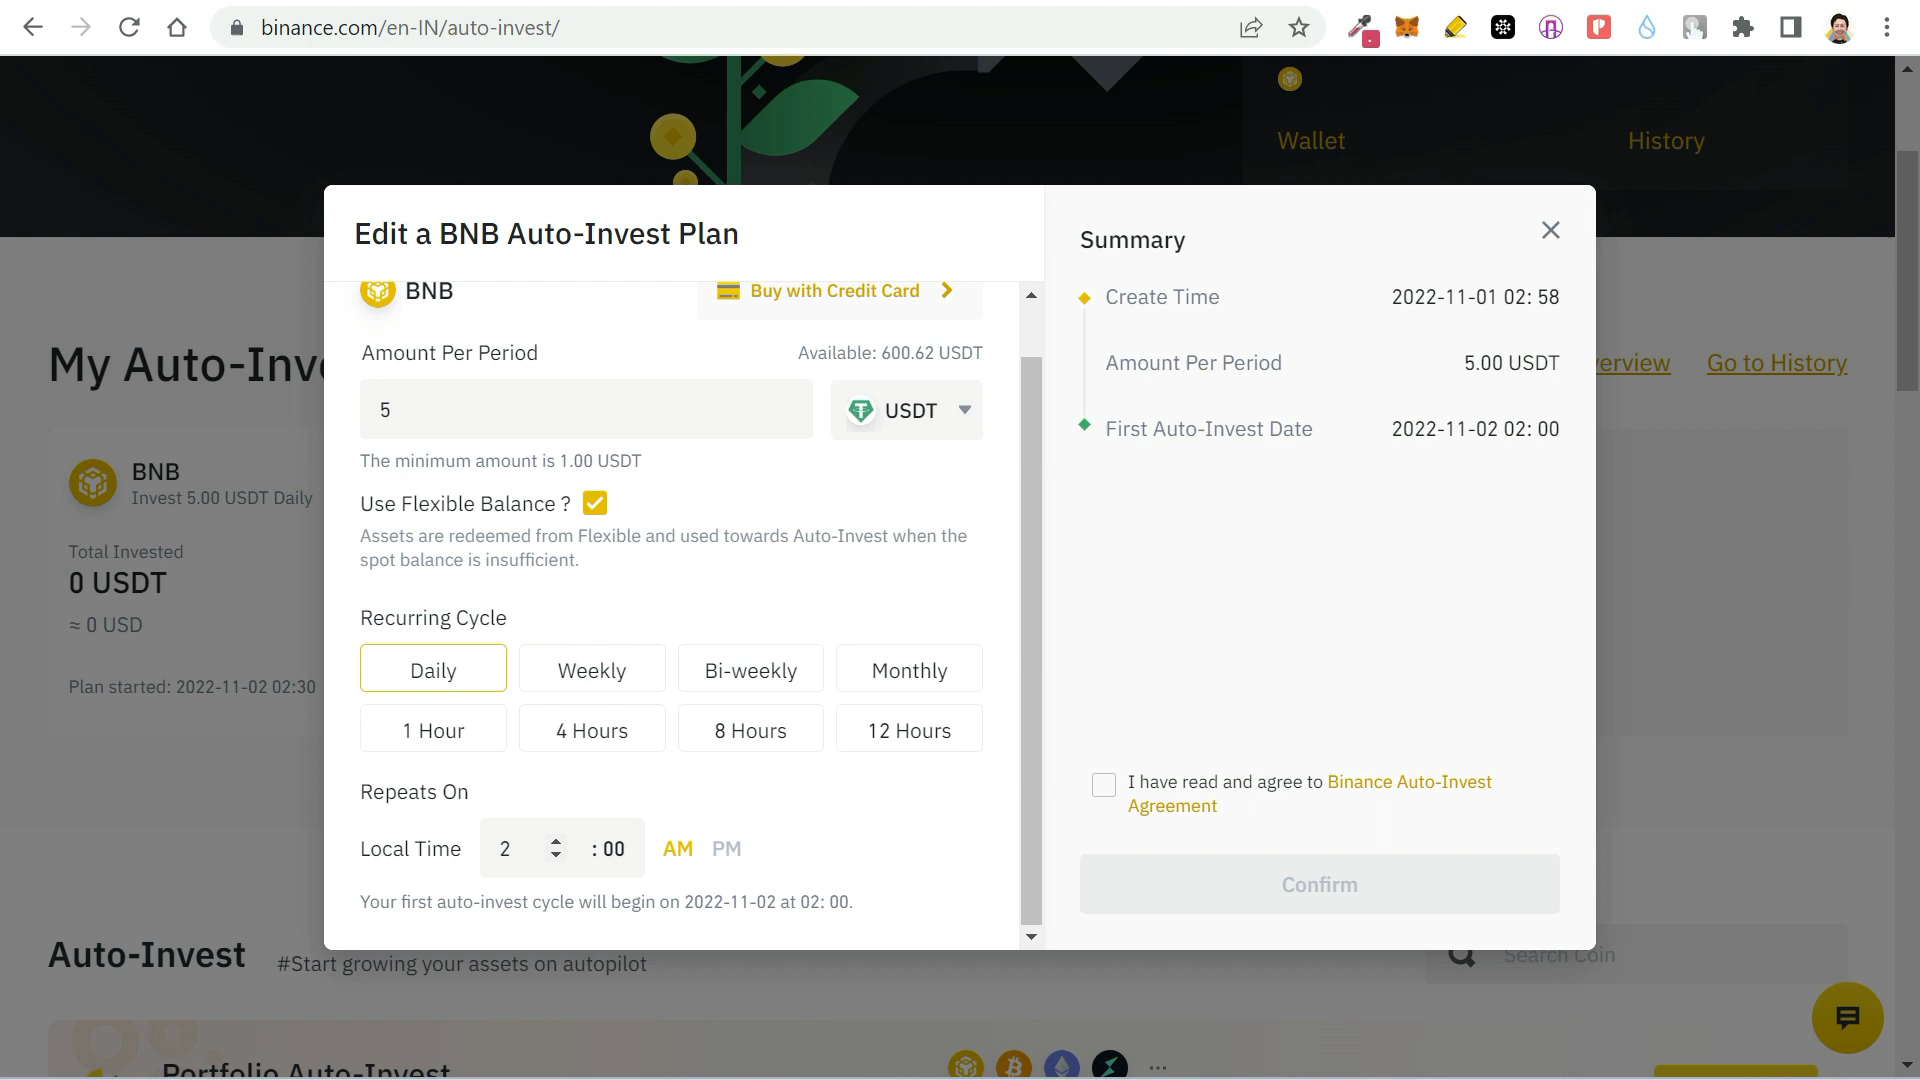 binance.com/en-IN/auto-invest/
Wallet
History
Edit a BNB Auto-Invest Plan
BNB
Buy with Credit Card
Amount Per Period
Available: 600.62 USDT
5
USDT
The minimum amount is 1.00 USDT
Use Flexible Balance ?
Assets are redeemed from Flexible and used towards Auto-Invest when the
spot balance is insufficient.
Recurring Cycle
Daily
Weekly
Bi-weekly
Monthly
1 Hour
4 Hours
8 Hours
12 Hours
Repeats On
Local Time
2
: 00
AM
PM
Your first auto-invest cycle will begin on 2022-11-02 at 02: 00.
Summary
Create Time
2022-11-01 02: 58
Amount Per Period
5.00 USDT
First Auto-Invest Date
2022-11-02 02: 00
I have read and agree to Binance Auto-Invest
Agreement
Confirm
My Auto-Inv
erview
Go to History
BNB
Invest 5.00 USDT Daily
Total Invested
0 USDT
≈ 0 USD
Plan started: 2022-11-02 02:30
Auto-Invest
#Start growing your assets on autopilot
Search Coin
Portfolio Auto-Invest
...